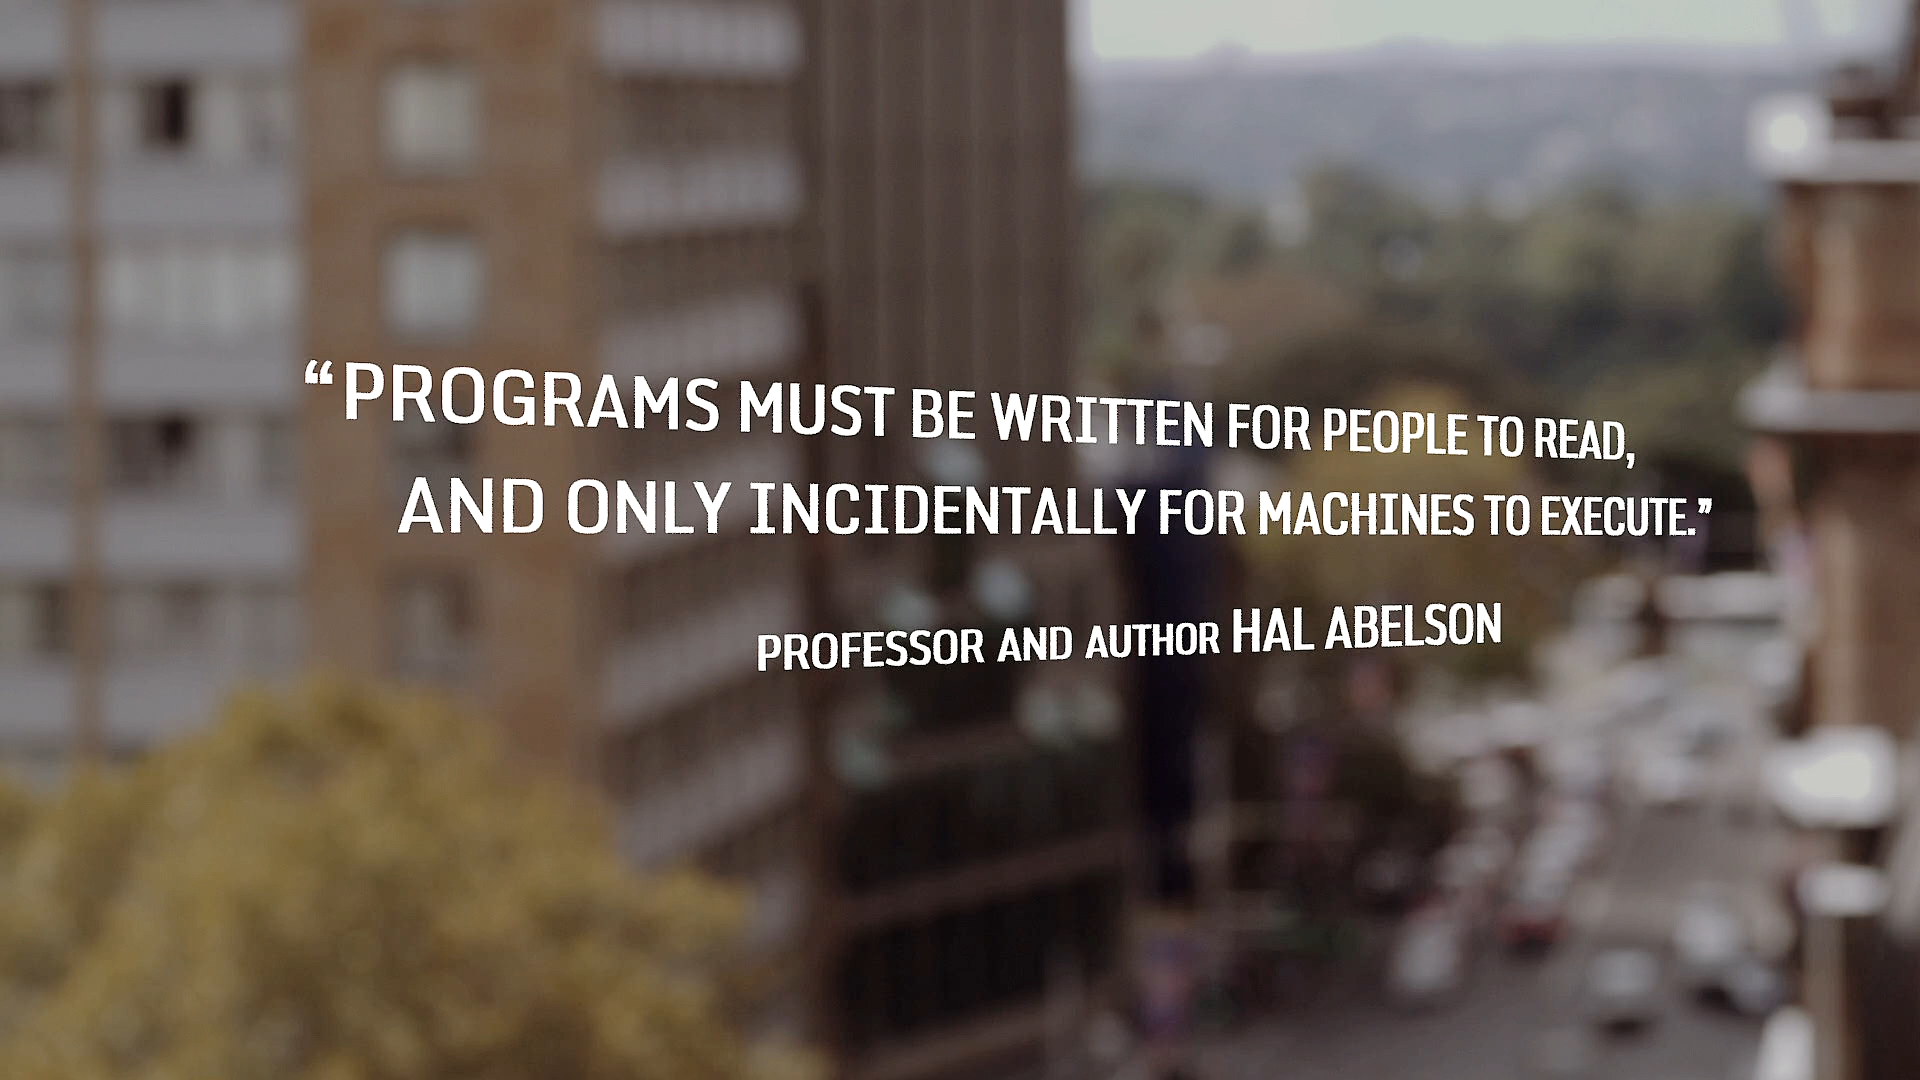 “PROGRAMS MUST BE WRITTEN FOR PEOPLE TO READ,
AND ONLY INCIDENTALLY FOR MACHINES TO EXECUTE.”
PROFESSOR AND AUTHOR HAL ABELSON